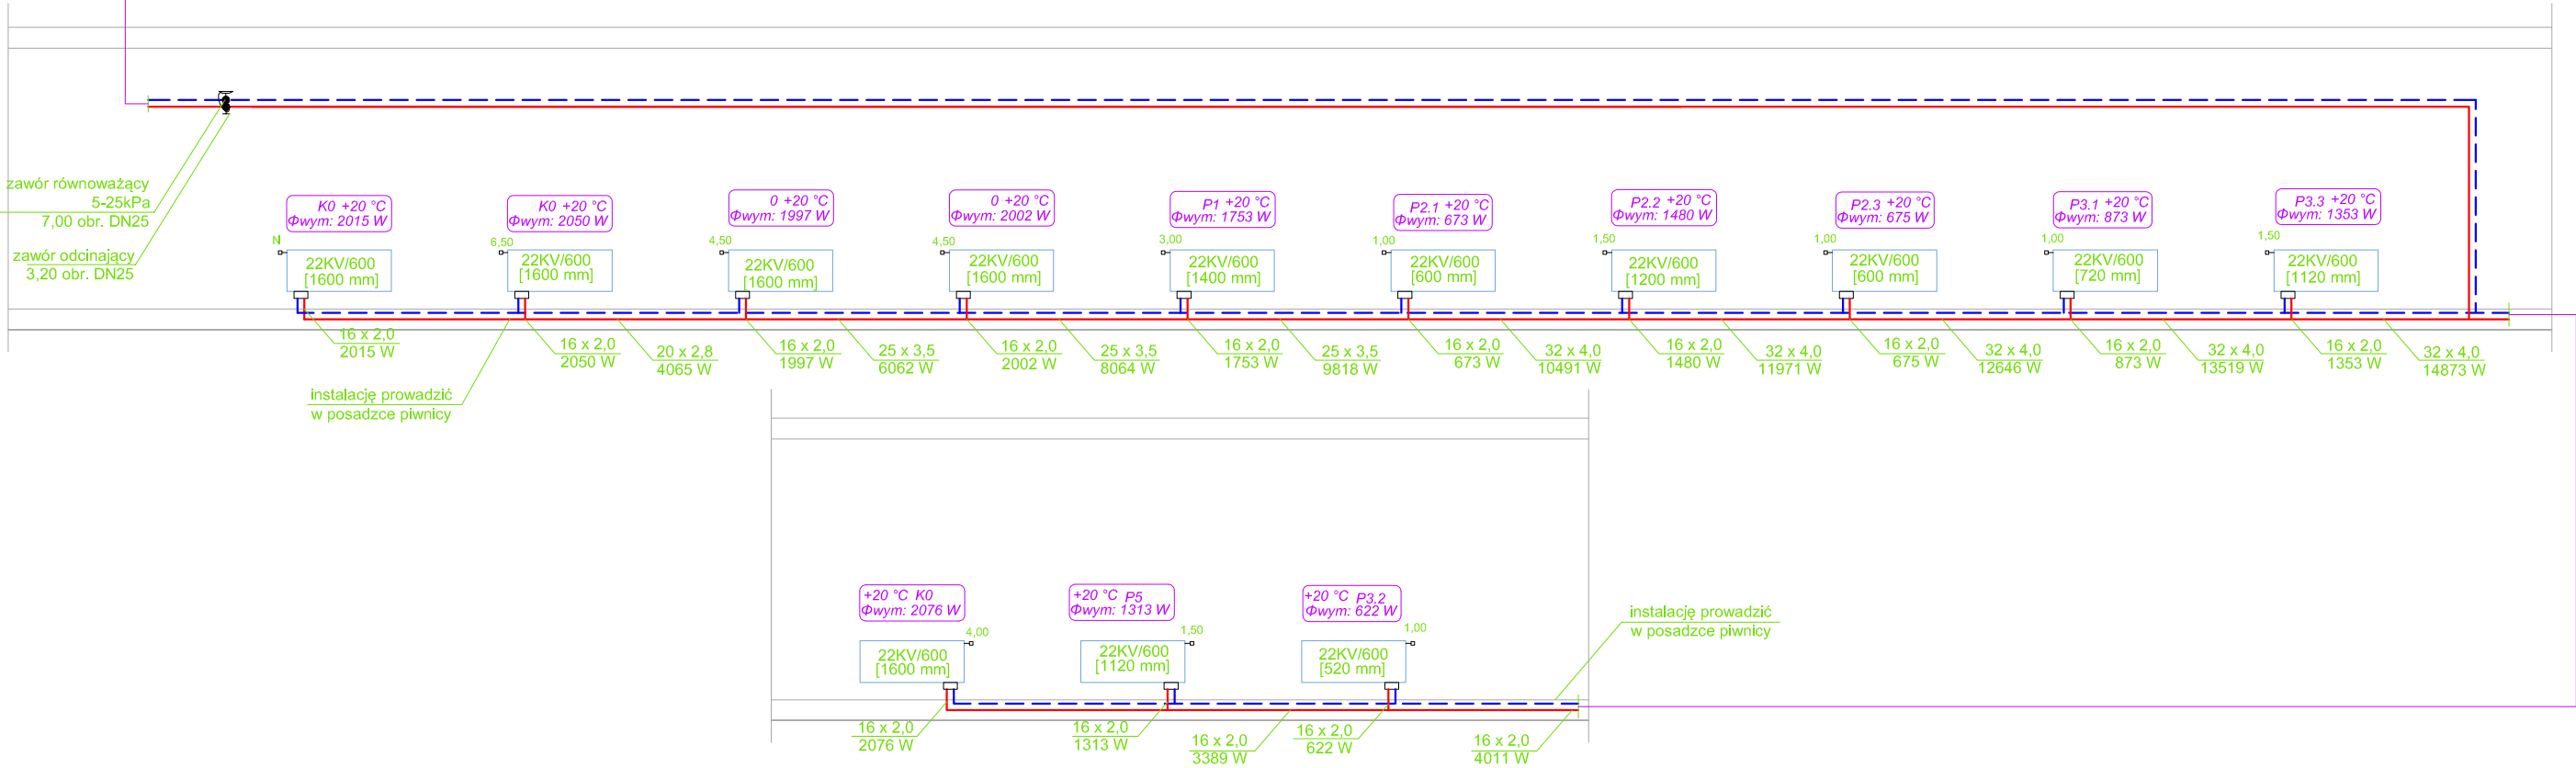 zawór równoważący
5-25kPa
7,00 obr. DN25
zawór odcinający
3,20 obr. DN25
K0 +20 °C
Φwym: 2015 W
N
22KV/600
[1600 mm]
K0 +20 °C
Φwym: 2050 W
6,50
22KV/600
[1600 mm]
0 +20 °C
Φwym: 1997 W
4,50
22KV/600
[1600 mm]
0 +20 °C
Φwym: 2002 W
4,50
22KV/600
[1600 mm]
P1 +20 °C
Φwym: 1753 W
3,00
22KV/600
[1400 mm]
P2.1 +20 °C
Φwym: 673 W
1,00
22KV/600
[600 mm]
P2.2 +20 °C
Φwym: 1480 W
1,50
22KV/600
[1200 mm]
P2.3 +20 °C
Φwym: 675 W
1,00
22KV/600
[600 mm]
P3.1 +20 °C
Φwym: 873 W
1,00
22KV/600
[720 mm]
P3.3 +20 °C
Φwym: 1353 W
1,50
22KV/600
[1120 mm]
16 x 2,0
2015 W
instalację prowadzić
w posadzce piwnicy
16 x 2,0
2050 W
20 x 2,8
4065 W
16 x 2,0
1997 W
25 x 3,5
6062 W
16 x 2,0
2002 W
25 x 3,5
8064 W
16 x 2,0
1753 W
25 x 3,5
9818 W
16 x 2,0
673 W
32 x 4,0
10491 W
16 x 2,0
1480 W
32 x 4,0
11971 W
16 x 2,0
675 W
32 x 4,0
12646 W
16 x 2,0
873 W
32 x 4,0
13519 W
16 x 2,0
1353 W
32 x 4,0
14873 W
+20 °C K0
Φwym: 2076 W
4,00
22KV/600
[1600 mm]
+20 °C P5
Φwym: 1313 W
1,50
22KV/600
[1120 mm]
+20 °C P3.2
Φwym: 622 W
1,00
22KV/600
[520 mm]
instalację prowadzić
w posadzce piwnicy
16 x 2,0
2076 W
16 x 2,0
1313 W
16 x 2,0
3389 W
16 x 2,0
622 W
16 x 2,0
4011 W